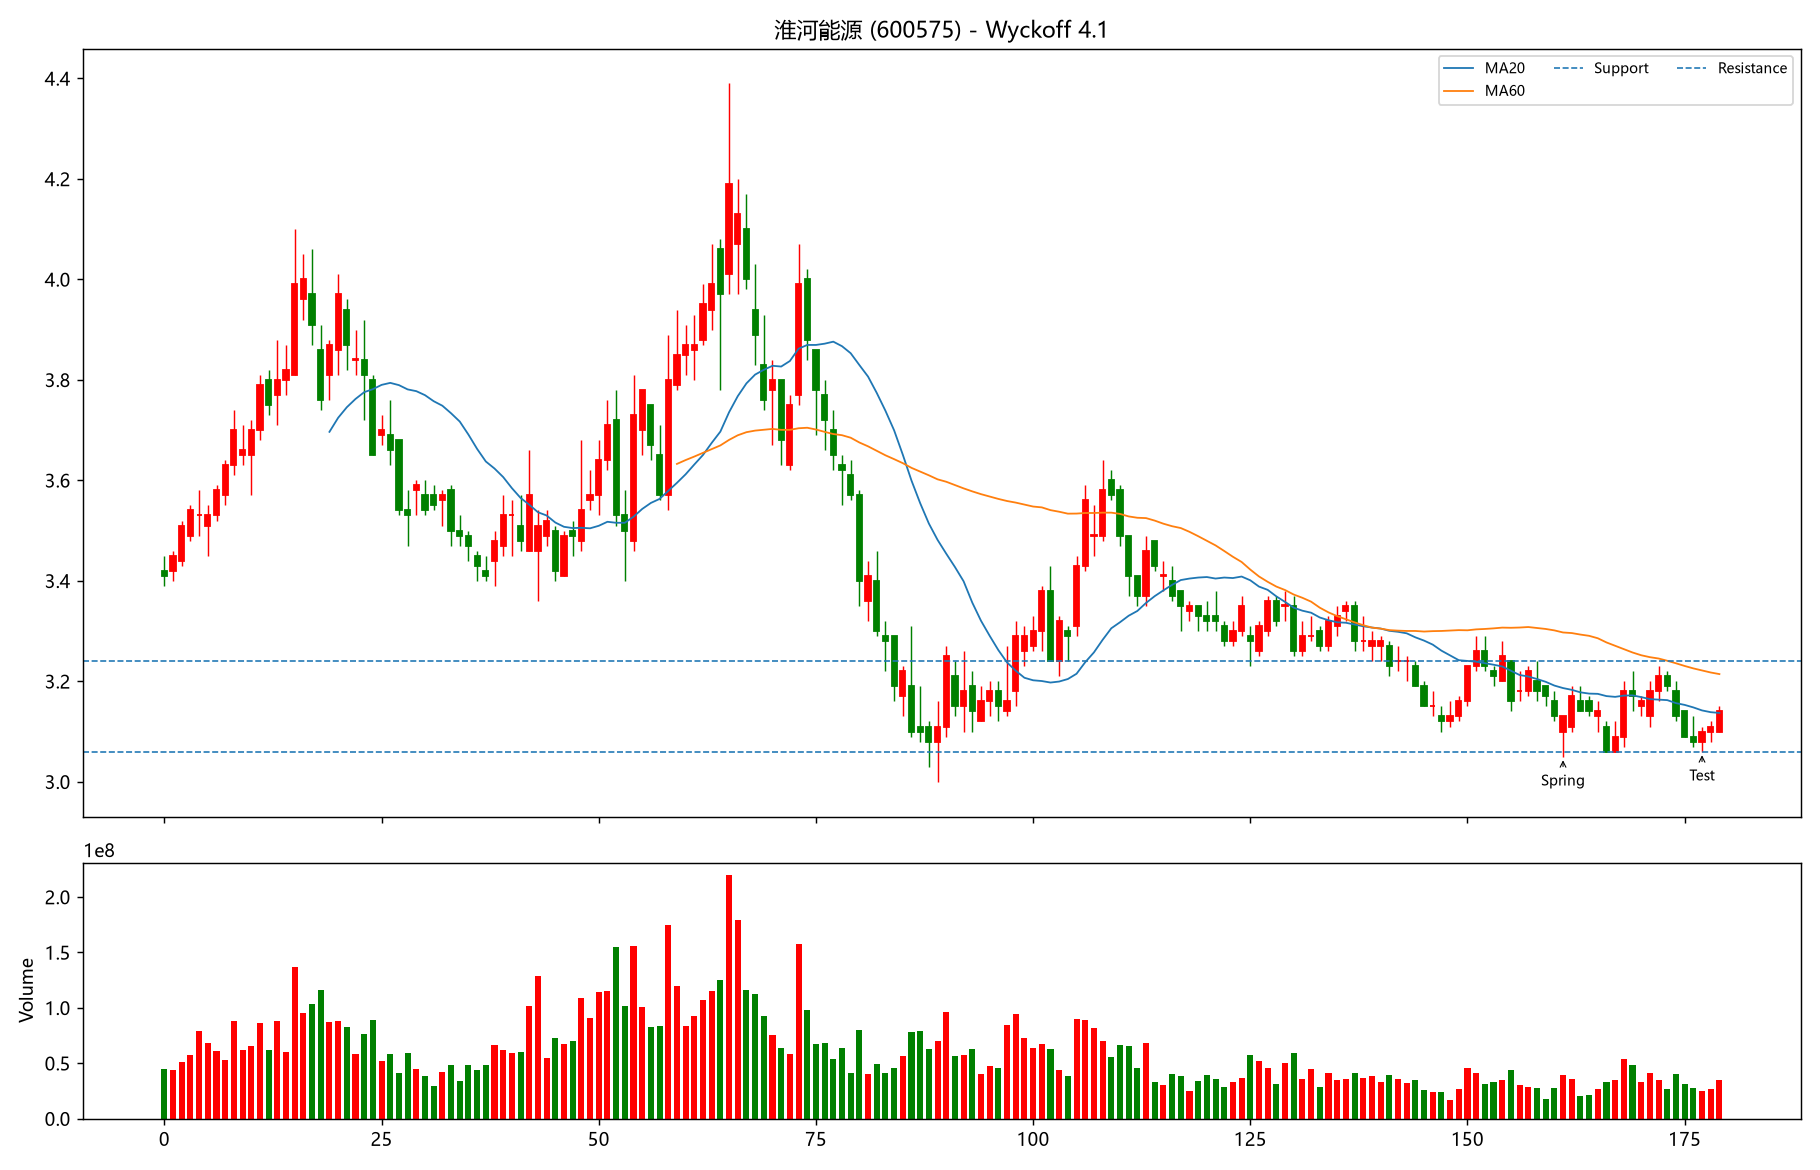 淮河能源 (600575) - Wyckoff 4.1
MA20 Support Resistance
MA60
4.4
4.2
4.0
3.8
3.6
3.4
3.2
3.0
Spring
Test
1e8
2.0
1.5
1.0
0.5
0.0
Volume
0 25 50 75 100 125 150 175